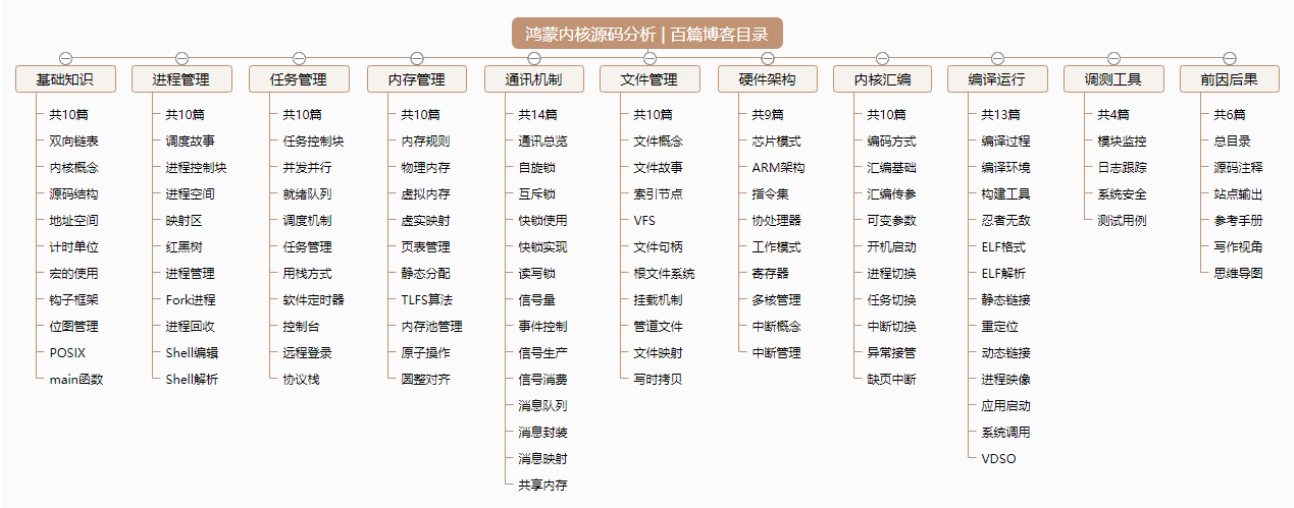 鸿蒙内核源码分析 | 百篇博客目录
基础知识
共10篇
双向链表
内核概念
源码结构
地址空间
计时单位
宏的使用
钩子框架
位图管理
POSIX
main函数
进程管理
共10篇
调度故事
进程控制块
进程空间
映射区
红黑树
进程管理
Fork进程
进程回收
Shell编辑
Shell解析
任务管理
共10篇
任务控制块
并发并行
就绪队列
调度机制
任务管理
用栈方式
软件定时器
控制台
远程登录
协议栈
内存管理
共10篇
内存规则
物理内存
虚拟内存
虚实映射
页表管理
静态分配
TLFS算法
内存池管理
原子操作
圆整对齐
通讯机制
共14篇
通讯总览
自旋锁
互斥锁
快锁使用
快锁实现
读写锁
信号量
事件控制
信号生产
信号消费
消息队列
消息封装
消息映射
共享内存
文件管理
共10篇
文件概念
文件故事
索引节点
VFS
文件句柄
根文件系统
挂载机制
管道文件
文件映射
写时拷贝
硬件架构
共9篇
芯片模式
ARM架构
指令集
协处理器
工作模式
寄存器
多核管理
中断概念
中断管理
内核汇编
共10篇
编码方式
汇编基础
汇编传参
可变参数
开机启动
进程切换
任务切换
中断切换
异常接管
缺页中断
编译运行
共13篇
编译过程
编译环境
构建工具
忍者无敌
ELF格式
ELF解析
静态链接
重定位
动态链接
进程映像
应用启动
系统调用
VDSO
调测工具
共4篇
模块监控
日志跟踪
系统安全
测试用例
前因后果
共6篇
总目录
源码注释
站点输出
参考手册
写作视角
思维导图